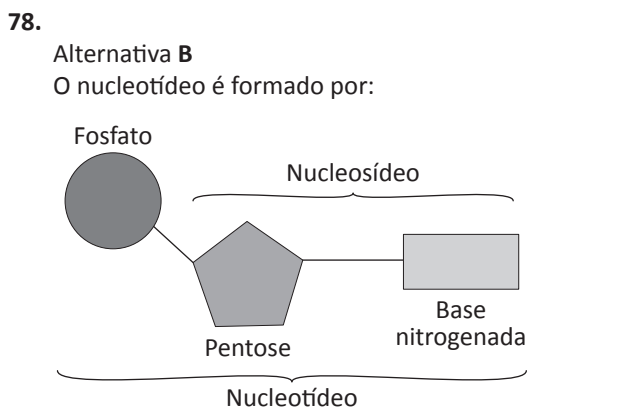 78.
Alternativa B
O nucleotídeo é formado por:
Fosfato
Nucleosídeo
Base
nitrogenada
Pentose
Nucleotídeo